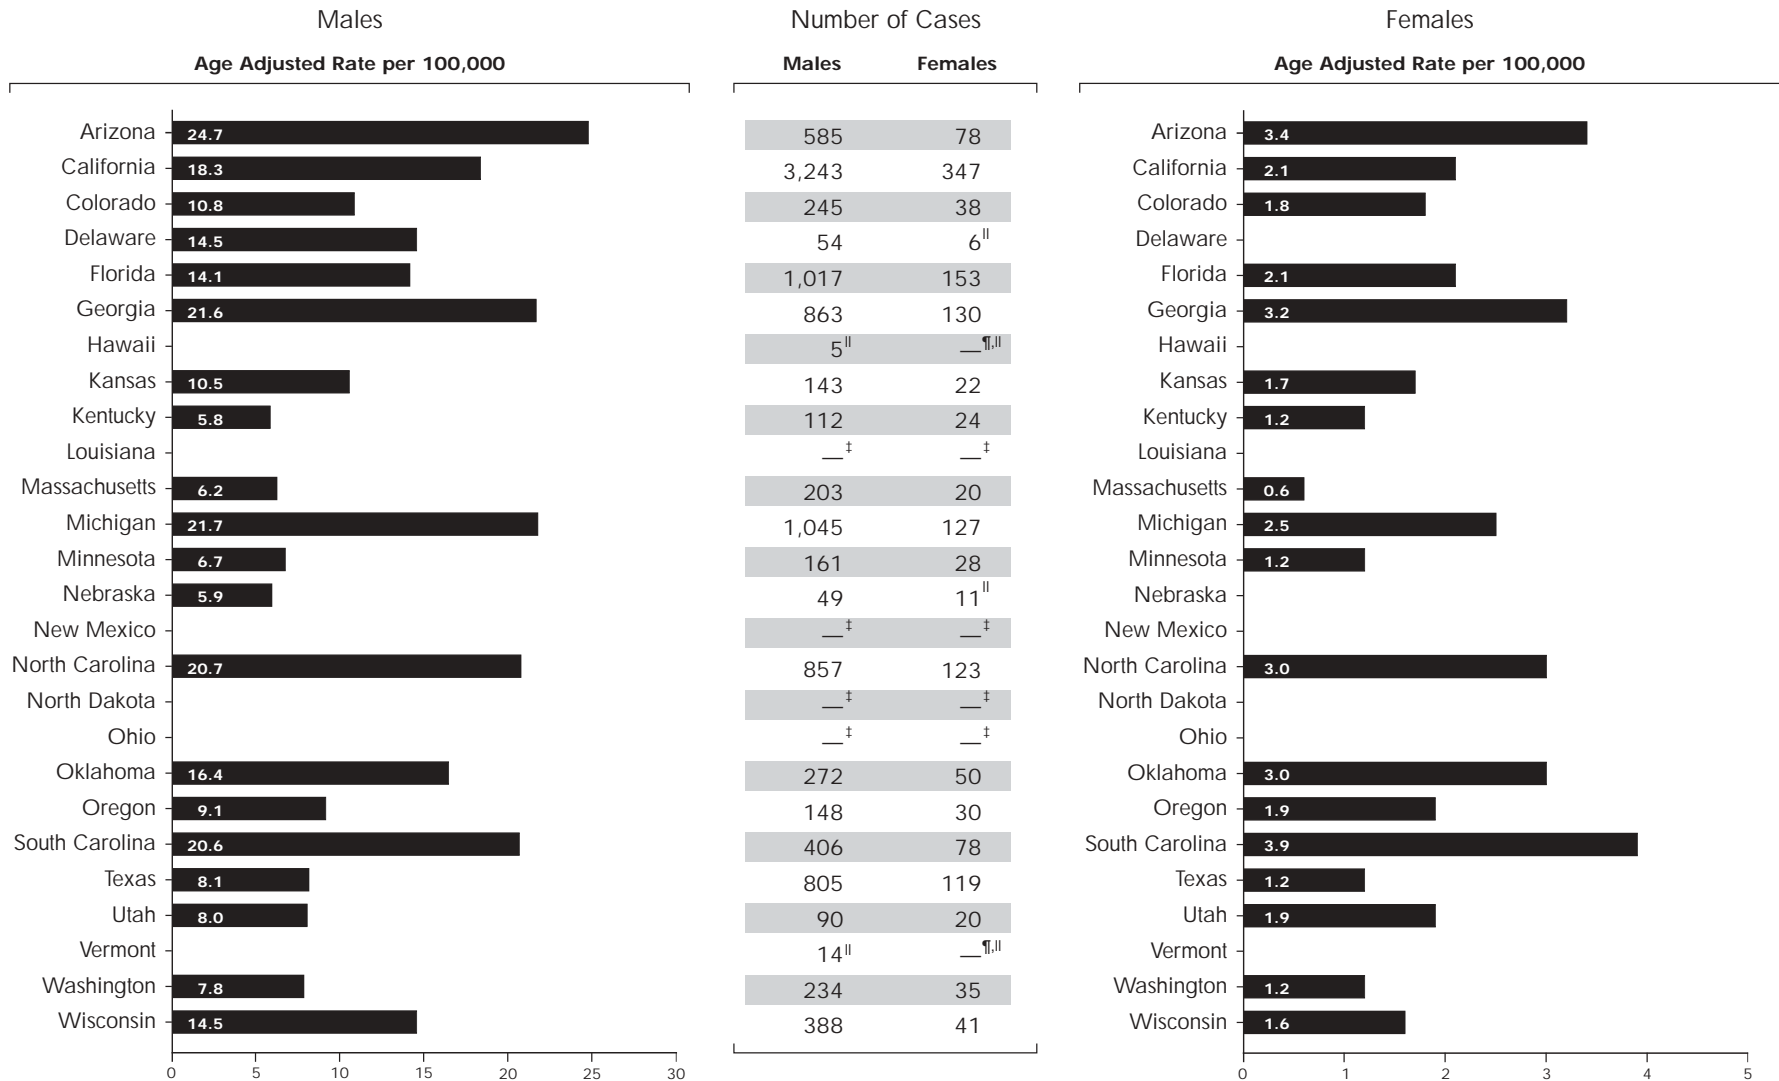 Males Number of Cases Females
Age Adjusted Rate per 100,000 Males Females Age Adjusted Rate per 100,000
Arizona 24.7 585 78 Arizona 3.4
California 18.3 3,243 347 California 2.1
Colorado 10.8 245 38 Colorado 1.8
Delaware 14.5 54 6|| Delaware
Florida 14.1 1,017 153 Florida 2.1
Georgia 21.6 863 130 Georgia 3.2
Hawaii 5|| —¶,|| Hawaii
Kansas 10.5 143 22 Kansas 1.7
Kentucky 5.8 112 24 Kentucky 1.2
Louisiana —‡ —‡ Louisiana
Massachusetts 6.2 203 20 Massachusetts 0.6
Michigan 21.7 1,045 127 Michigan 2.5
Minnesota 6.7 161 28 Minnesota 1.2
Nebraska 5.9 49 11|| Nebraska
New Mexico —‡ —‡ New Mexico
North Carolina 20.7 857 123 North Carolina 3.0
North Dakota —‡ —‡ North Dakota
Ohio —‡ —‡ Ohio
Oklahoma 16.4 272 50 Oklahoma 3.0
Oregon 9.1 148 30 Oregon 1.9
South Carolina 20.6 406 78 South Carolina 3.9
Texas 8.1 805 119 Texas 1.2
Utah 8.0 90 20 Utah 1.9
Vermont 14|| —¶,|| Vermont
Washington 7.8 234 35 Washington 1.2
Wisconsin 14.5 388 41 Wisconsin 1.6
0 5 10 15 20 25 30 0 1 2 3 4 5